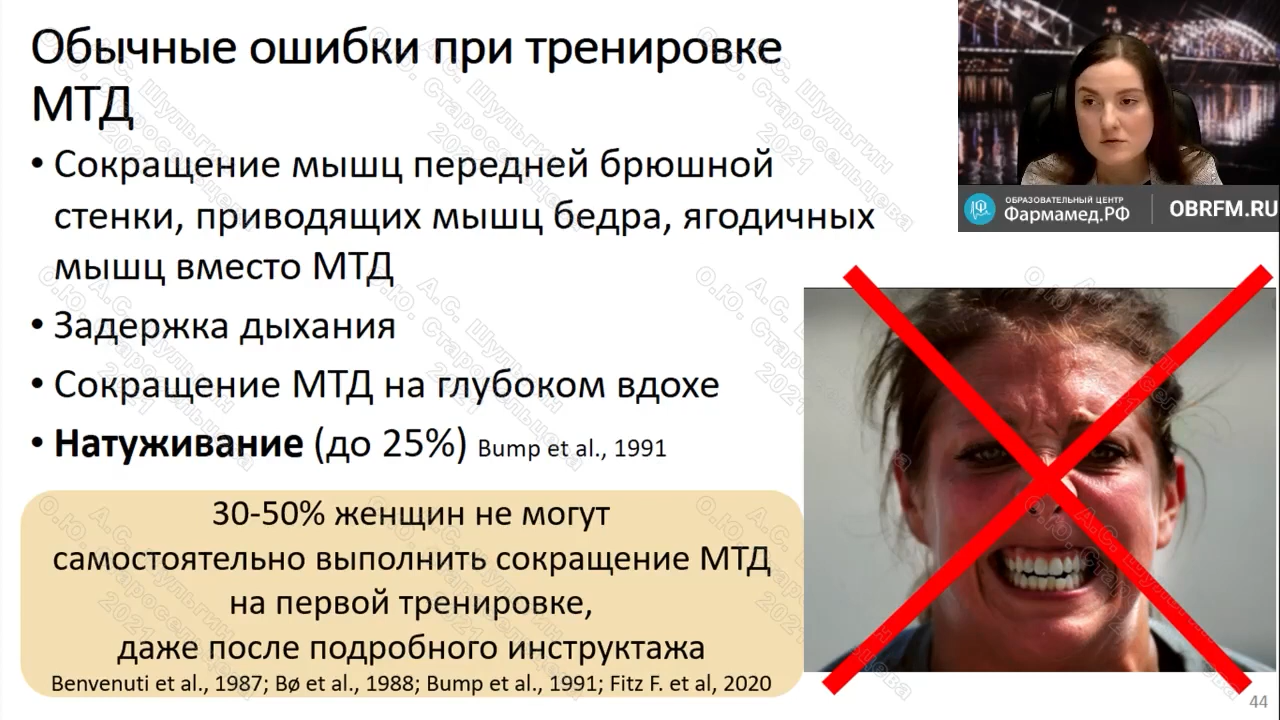 Обычные ошибки при тренировке
МТД
• Сокращение мышц передней брюшной
стенки, приводящих мышц бедра, ягодичных
мышц вместо МТД
• Задержка дыхания
• Сокращение МТД на глубоком вдохе
• Натуживание (до 25%) Bump et al., 1991
30-50% женщин не могут
самостоятельно выполнить сокращение МТД
на первой тренировке,
даже после подробного инструктажа
Benvenuti et al., 1987; Bø et al., 1988; Bump et al., 1991; Fitz F. et al, 2020
ОБРАЗОВАТЕЛЬНЫЙ ЦЕНТР
Фармамед.РФ
OBRFM.RU
44
А.С. Шульгин
О.Ю. Старосельцева
2021